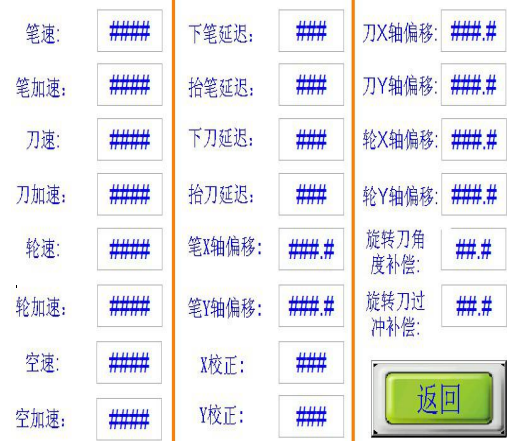 笔速: ####
笔加速: ####
刀速: ####
刀加速: ####
轮速: ####
轮加速: ####
空速: ####
空加速: ####
下笔延迟: ###
抬笔延迟: ###
下刀延迟: ###
抬刀延迟: ###
笔X轴偏移: ###.#
笔Y轴偏移: ###.#
X校正: ###
Y校正: ###
刀X轴偏移: ###.#
刀Y轴偏移: ###.#
轮X轴偏移: ###.#
轮Y轴偏移: ###.#
旋转刀角
度补偿: ##.#
旋转刀过
冲补偿: ##.#
返回